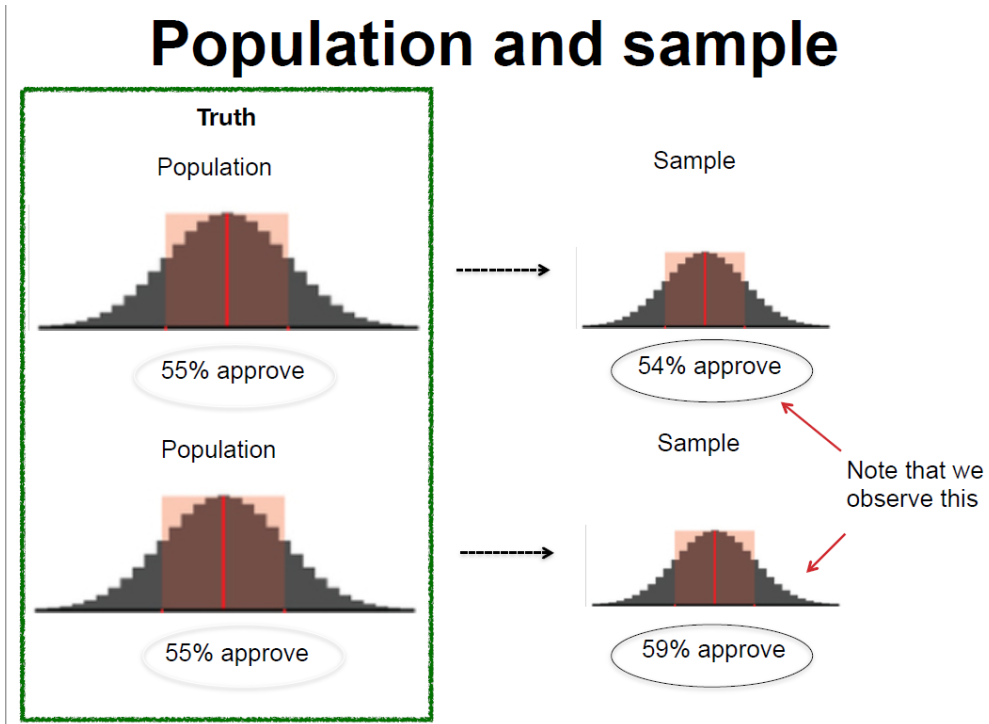 Population and sample
Truth
Population
Sample
55% approve
54% approve
Population
Sample
Note that we
observe this
55% approve
59% approve